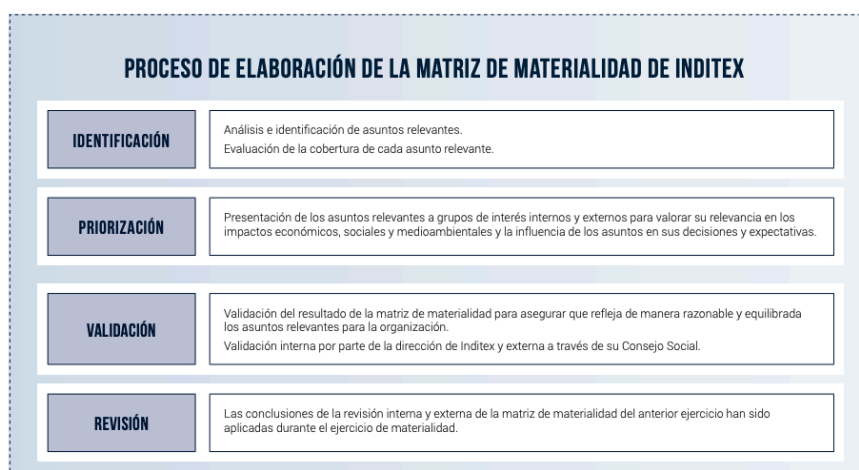 PROCESO DE ELABORACIÓN DE LA MATRIZ DE MATERIALIDAD DE INDITEX
IDENTIFICACIÓN
Análisis e identificación de asuntos relevantes.
Evaluación de la cobertura de cada asunto relevante.
PRIORIZACIÓN
Presentación de los asuntos relevantes a grupos de interés internos y externos para valorar su relevancia en los
impactos económicos, sociales y medioambientales y la influencia de los asuntos en sus decisiones y expectativas.
VALIDACIÓN
Validación del resultado de la matriz de materialidad para asegurar que refleja de manera razonable y equilibrada
los asuntos relevantes para la organización.
Validación interna por parte de la dirección de Inditex y externa a través de su Consejo Social.
REVISIÓN
Las conclusiones de la revisión interna y externa de la matriz de materialidad del anterior ejercicio han sido
aplicadas durante el ejercicio de materialidad.